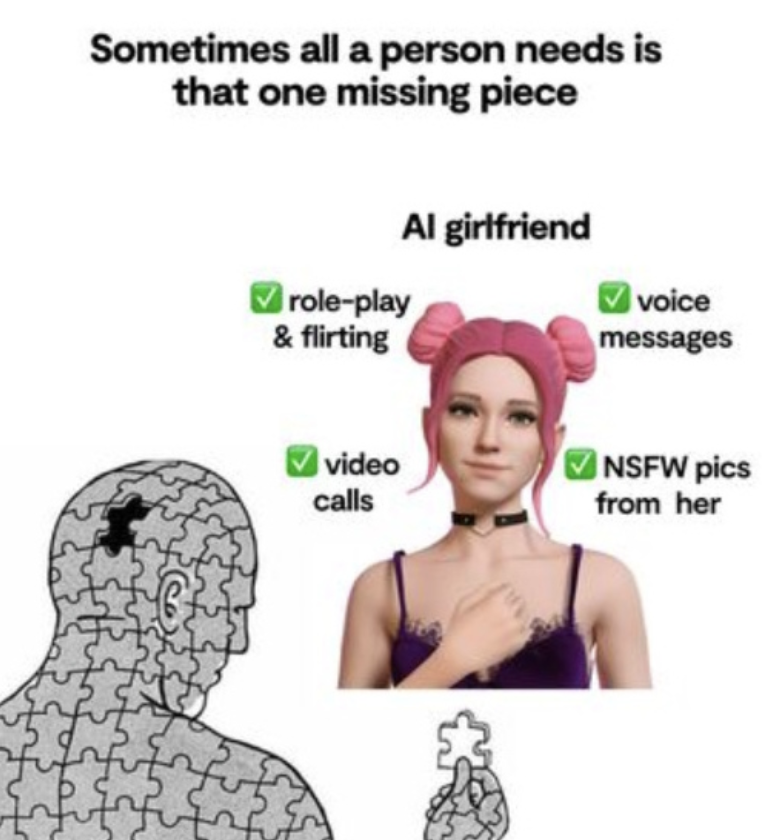 Sometimes all a person needs is
that one missing piece
AI girlfriend
✅ role-play
& flirting
✅ voice
messages
✅ video
calls
✅ NSFW pics
from her